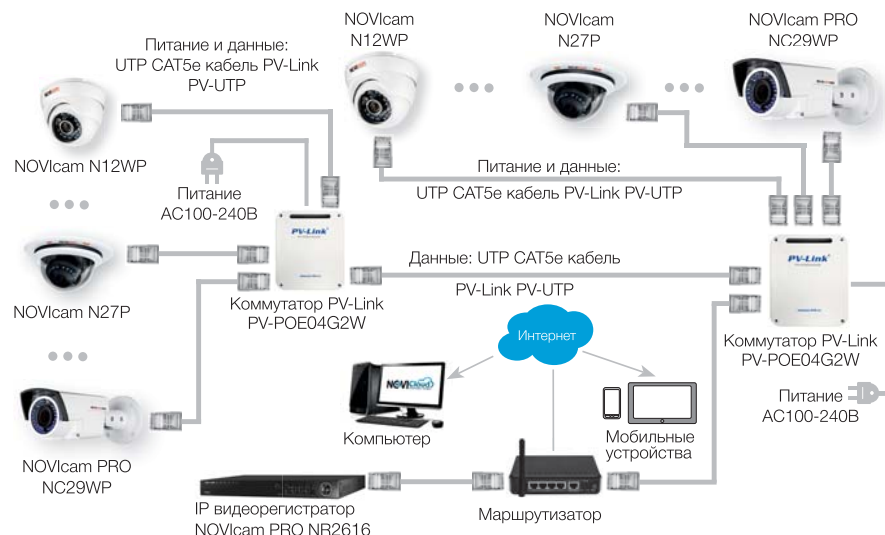 NOVIcam
N12WP
NOVIcam
N27P
NOVIcam PRO
NC29WP
Питание и данные:
UTP CAT5e кабель PV-Link
PV-UTP
NOVIcam N12WP
Питание
AC100-240В
Питание и данные:
UTP CAT5e кабель PV-Link PV-UTP
PV-Link
PV-Link
NOVIcam N27P
Коммутатор PV-Link
PV-POE04G2W
Данные: UTP CAT5e кабель
PV-Link PV-UTP
Интернет
Коммутатор PV-Link
PV-POE04G2W
NOVIcloud
Компьютер
Мобильные
устройства
Питание
AC100-240В
NOVIcam PRO
NC29WP
IP видеорегистратор
NOVIcam PRO NR2616
Маршрутизатор